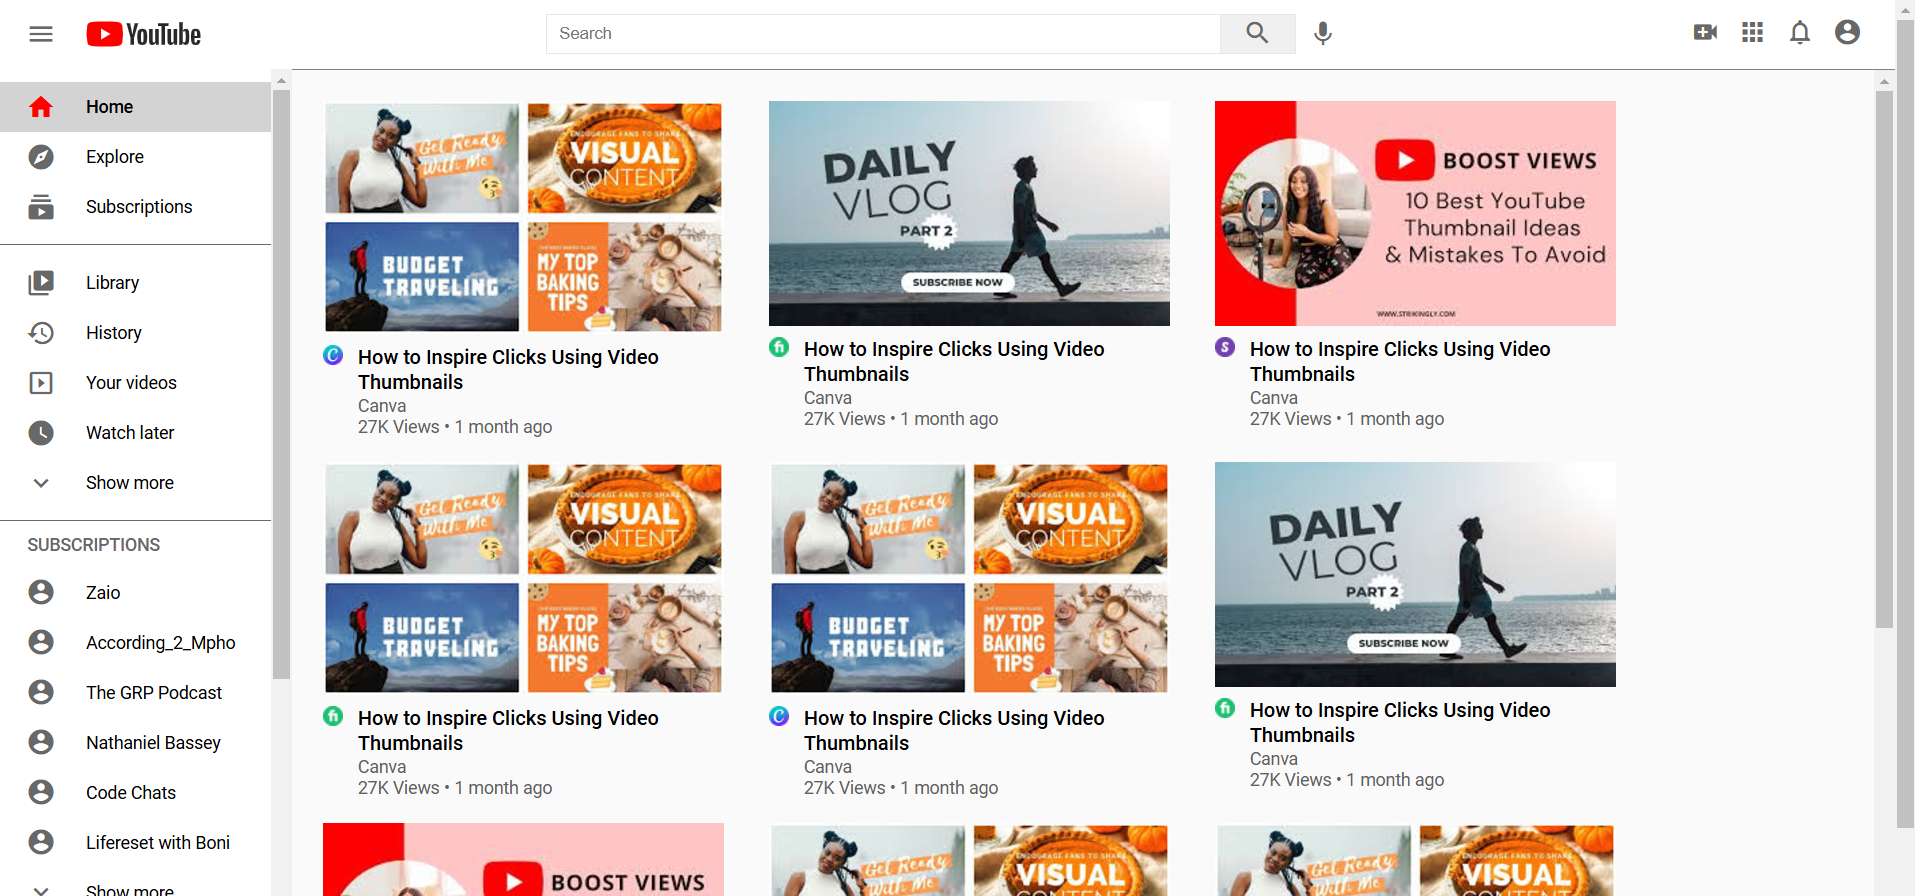 YouTube
Search
Home
Explore
Subscriptions
Library
History
Your videos
Watch later
Show more
SUBSCRIPTIONS
Zaio
According_2_Mpho
The GRP Podcast
Nathaniel Bassey
Code Chats
Lifereset with Boni
Show more
Get Ready
With Me
ENCOURAGE FANS TO SHARE
VISUAL
CONTENT
BUDGET
TRAVELING
MY TOP
BAKING
TIPS
How to Inspire Clicks Using Video
Thumbnails
Canva
27K Views • 1 month ago
DAILY
VLOG
PART 2
SUBSCRIBE NOW
How to Inspire Clicks Using Video
Thumbnails
Canva
27K Views • 1 month ago
BOOST VIEWS
10 Best YouTube
Thumbnail Ideas
& Mistakes To Avoid
WWW.STRIKINGLY.COM
How to Inspire Clicks Using Video
Thumbnails
Canva
27K Views • 1 month ago
Get Ready
With Me
ENCOURAGE FANS TO SHARE
VISUAL
CONTENT
BUDGET
TRAVELING
MY TOP
BAKING
TIPS
How to Inspire Clicks Using Video
Thumbnails
Canva
27K Views • 1 month ago
Get Ready
With Me
ENCOURAGE FANS TO SHARE
VISUAL
CONTENT
BUDGET
TRAVELING
MY TOP
BAKING
TIPS
How to Inspire Clicks Using Video
Thumbnails
Canva
27K Views • 1 month ago
DAILY
VLOG
PART 2
SUBSCRIBE NOW
How to Inspire Clicks Using Video
Thumbnails
Canva
27K Views • 1 month ago
BOOST VIEWS
Get Ready
With Me
ENCOURAGE FANS TO SHARE
VISUAL
CONTENT
Get Ready
With Me
ENCOURAGE FANS TO SHARE
VISUAL
CONTENT